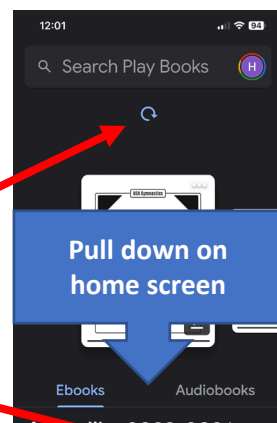 12:01
94
Search Play Books
H
USA Gymnastics
Pull down on
home screen
Ebooks
Audiobooks